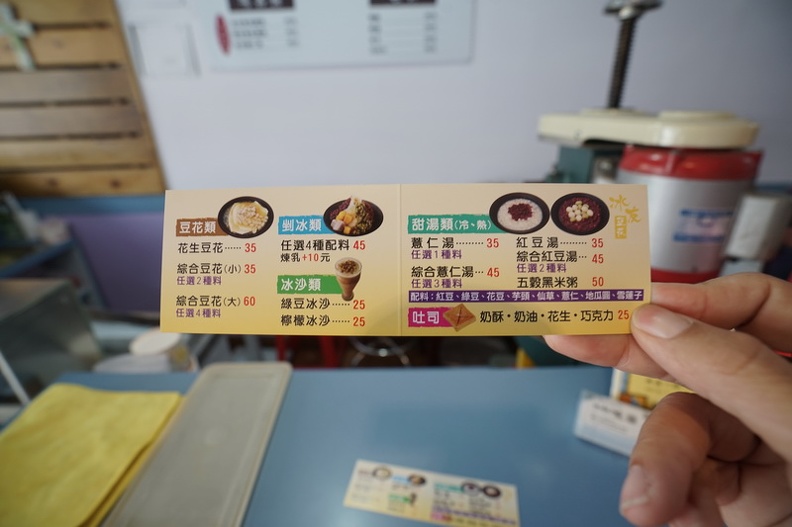 豆花類
花生豆花……35
綜合豆花(小)35
任選2種料
綜合豆花(大)60
任選4種料
剉冰類
任選4種配料 45
煉乳+10元
冰沙類
綠豆冰沙……25
檸檬冰沙……25
甜湯類(冷、熱)
薏仁湯………35
任選1種料
綜合薏仁湯…45
任選3種料
紅豆湯………35
綜合紅豆湯…45
任選2種料
五穀黑米粥 50
配料:紅豆、綠豆、花豆、芋頭、仙草、薏仁、地瓜圓、雪蓮子
吐司
奶酥・奶油・花生・巧克力 25